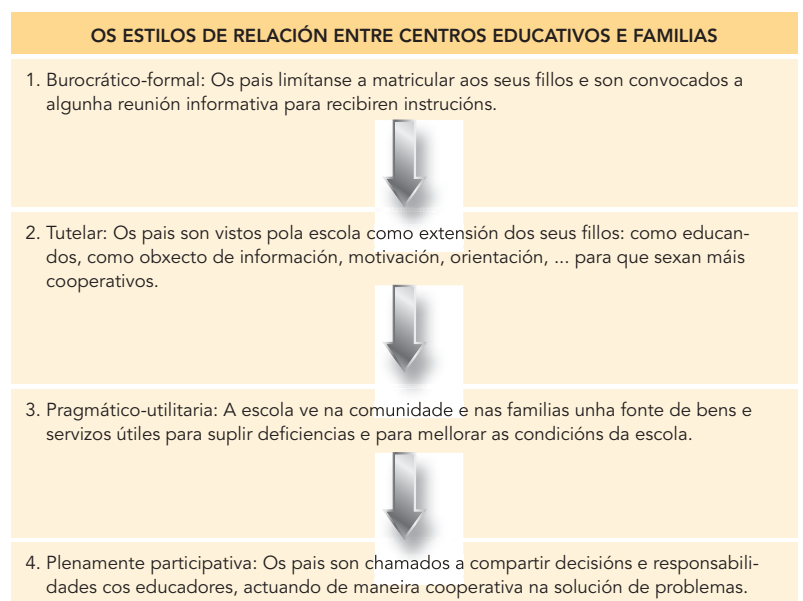 OS ESTILOS DE RELACIÓN ENTRE CENTROS EDUCATIVOS E FAMILIAS
1. Burocrático-formal: Os pais limítanse a matricular aos seus fillos e son convocados a
algunha reunión informativa para recibiren instrucións.
2. Tutelar: Os pais son vistos pola escola como extensión dos seus fillos: como educan-
dos, como obxecto de información, motivación, orientación, ... para que sexan máis
cooperativos.
3. Pragmático-utilitaria: A escola ve na comunidade e nas familias unha fonte de bens e
servizos útiles para suplir deficiencias e para mellorar as condicións da escola.
4. Plenamente participativa: Os pais son chamados a compartir decisións e responsabili-
dades cos educadores, actuando de maneira cooperativa na solución de problemas.